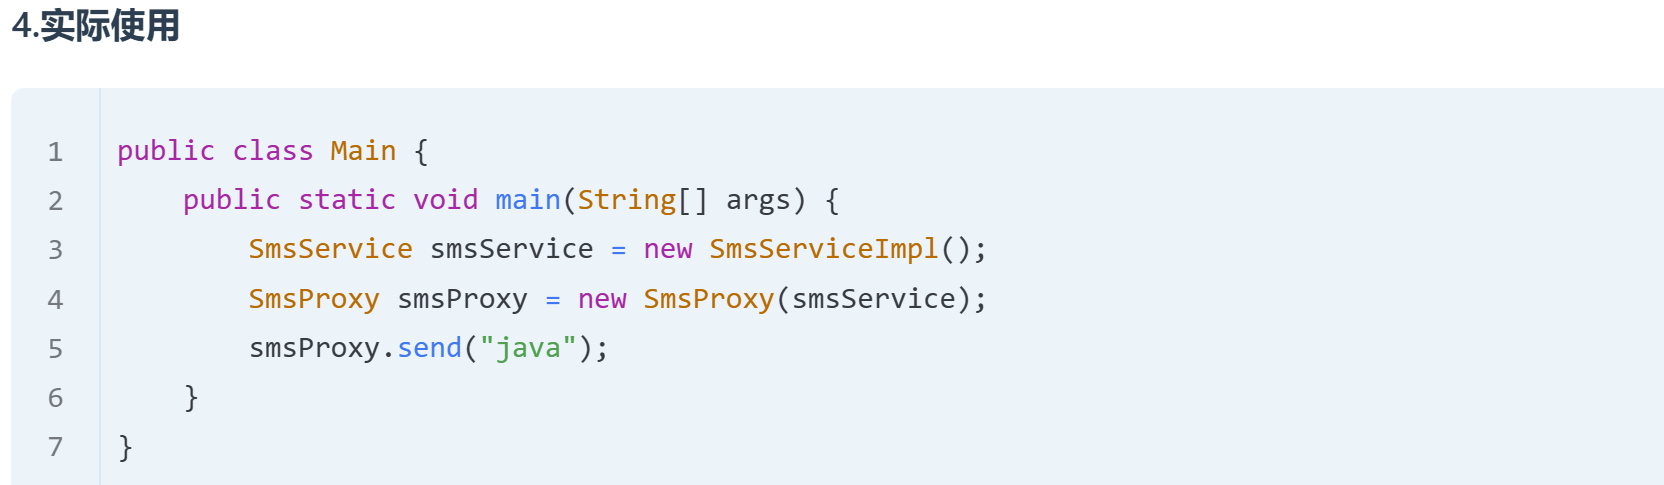 4.实际使用
1 public class Main {
2     public static void main(String[] args) {
3         SmsService smsService = new SmsServiceImpl();
4         SmsProxy smsProxy = new SmsProxy(smsService);
5         smsProxy.send("java");
6     }
7 }